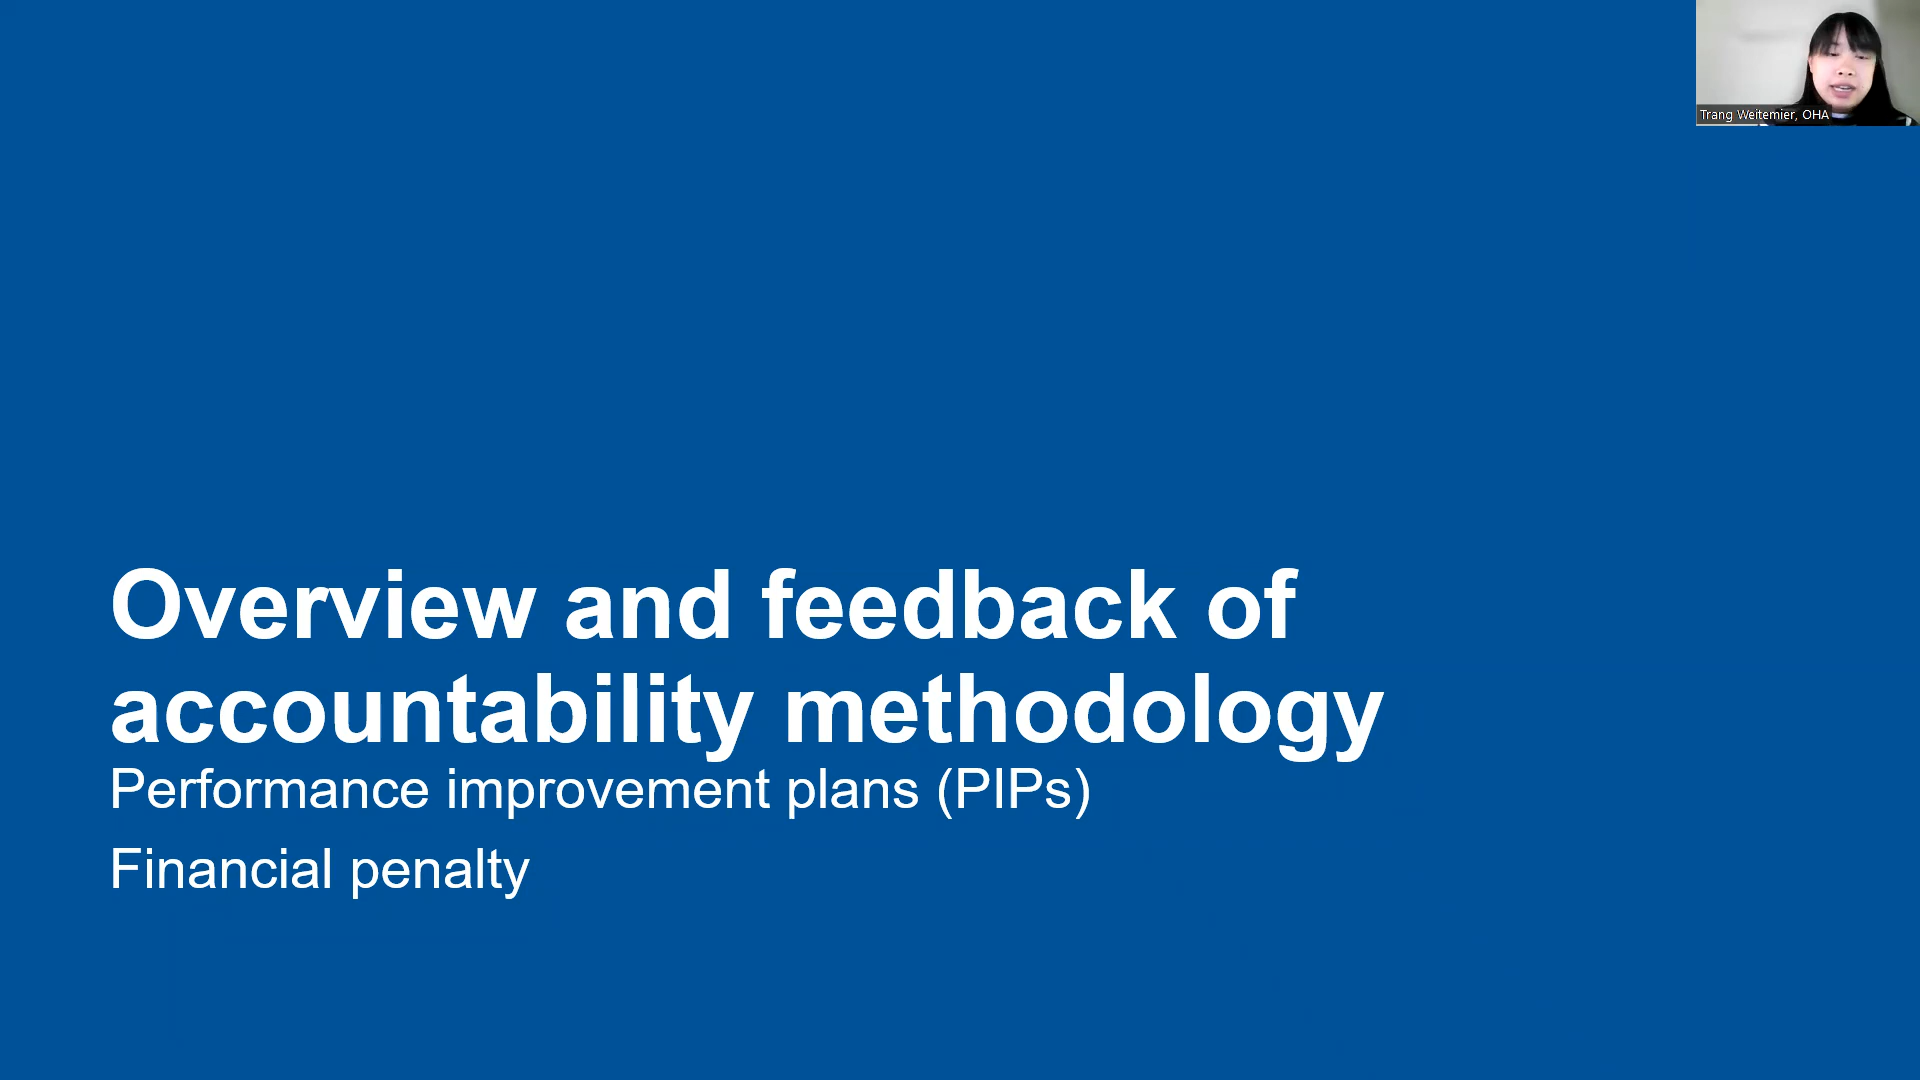 Trang Weitemier, OHA
Overview and feedback of
accountability methodology
Performance improvement plans (PIPs)
Financial penalty